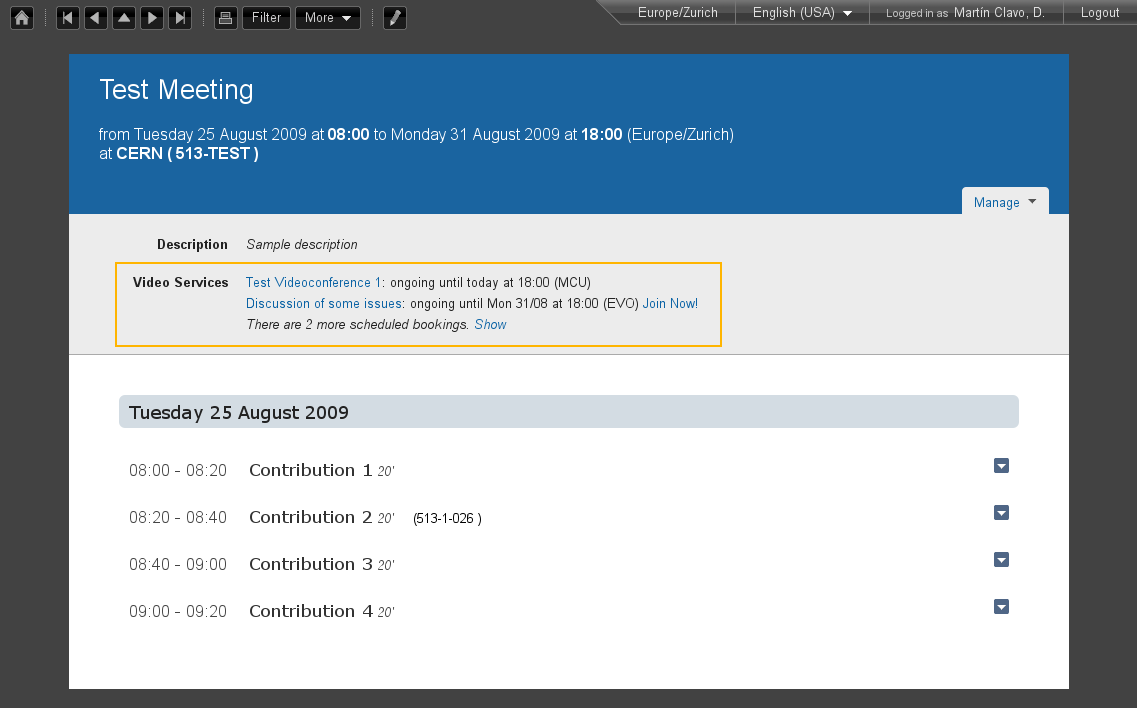 Filter More Europe/Zurich English (USA) Logged in as Martín Clavo, D. Logout
Test Meeting
from Tuesday 25 August 2009 at 08:00 to Monday 31 August 2009 at 18:00 (Europe/Zurich)
at CERN ( 513-TEST )
Manage
Description Sample description
Video Services Test Videoconference 1: ongoing until today at 18:00 (MCU)
Discussion of some issues: ongoing until Mon 31/08 at 18:00 (EVO) Join Now!
There are 2 more scheduled bookings. Show
Tuesday 25 August 2009
08:00 - 08:20 Contribution 1 20'
08:20 - 08:40 Contribution 2 20' (513-1-026 )
08:40 - 09:00 Contribution 3 20'
09:00 - 09:20 Contribution 4 20'